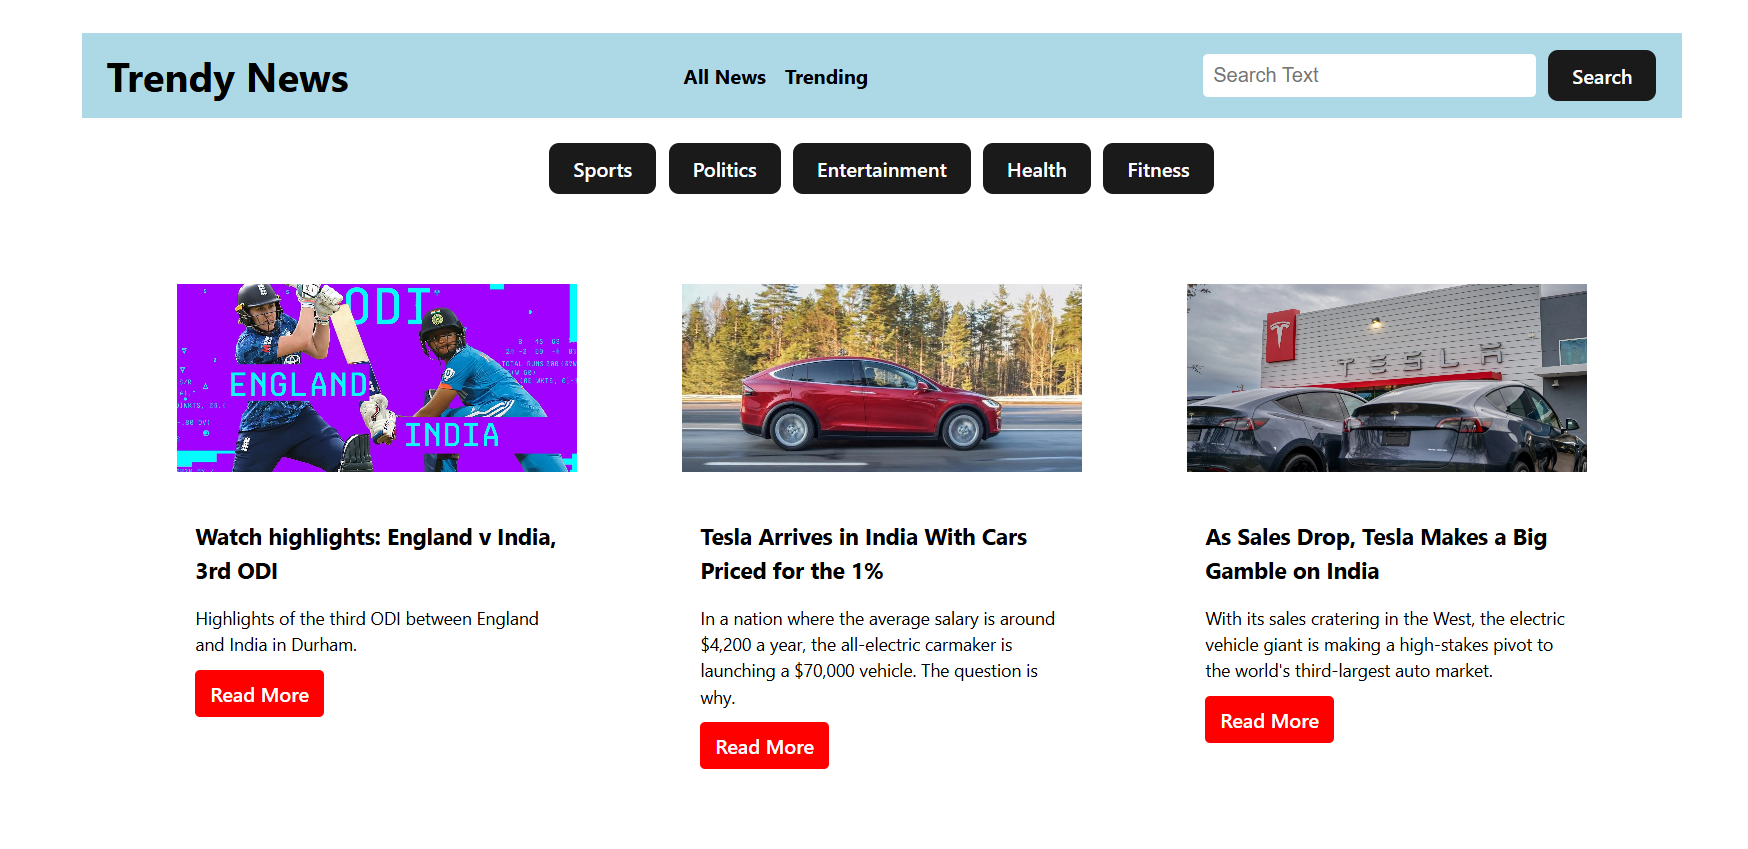 Trendy News
All News Trending
Search Text
Search
Sports Politics Entertainment Health Fitness
ODI
ENGLAND
INDIA
TESLA
Watch highlights: England v India,
3rd ODI
Highlights of the third ODI between England
and India in Durham.
Read More
Tesla Arrives in India With Cars
Priced for the 1%
In a nation where the average salary is around
$4,200 a year, the all-electric carmaker is
launching a $70,000 vehicle. The question is
why.
Read More
As Sales Drop, Tesla Makes a Big
Gamble on India
With its sales cratering in the West, the electric
vehicle giant is making a high-stakes pivot to
the world's third-largest auto market.
Read More